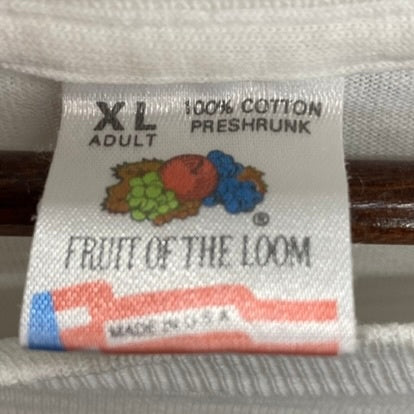 XL 100% COTTON
ADULT PRESHRUNK
®
FRUIT OF THE LOOM
MADE IN U.S.A.